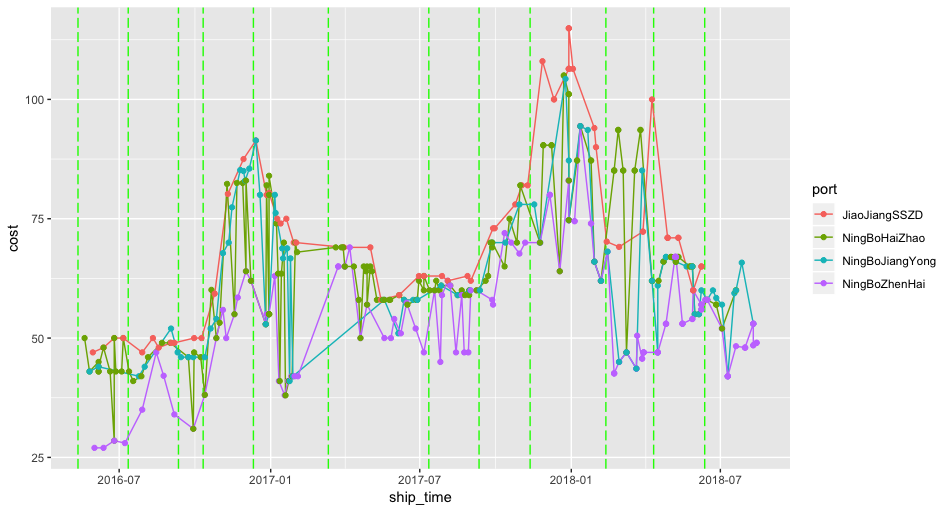 100
75
50
25
cost
2016-07
2017-01
2017-07
2018-01
2018-07
ship_time
port
JiaoJiangSSZD
NingBoHaiZhao
NingBoJiangYong
NingBoZhenHai